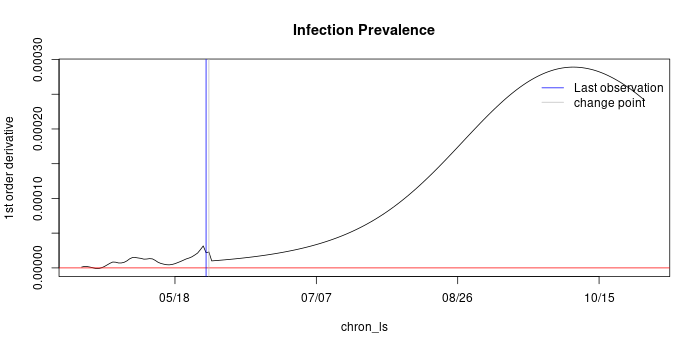 Infection Prevalence
1st order derivative
0.00030
0.00020
0.00010
0.00000
Last observation
change point
05/18 07/07 08/26 10/15
chron_ls